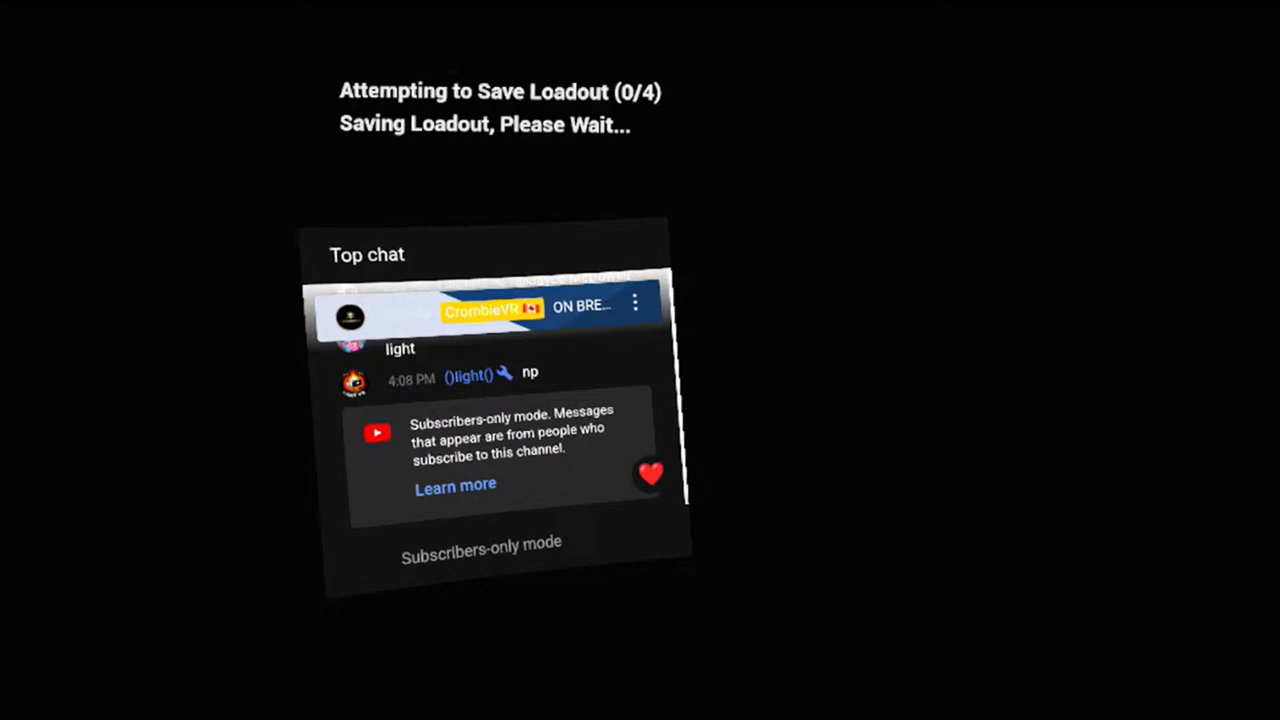 Attempting to Save Loadout (0/4)
Saving Loadout, Please Wait...
Top chat
CrombieVR ON BRE...
light
4:08 PM ()light() np
Subscribers-only mode. Messages
that appear are from people who
subscribe to this channel.
Learn more
Subscribers-only mode